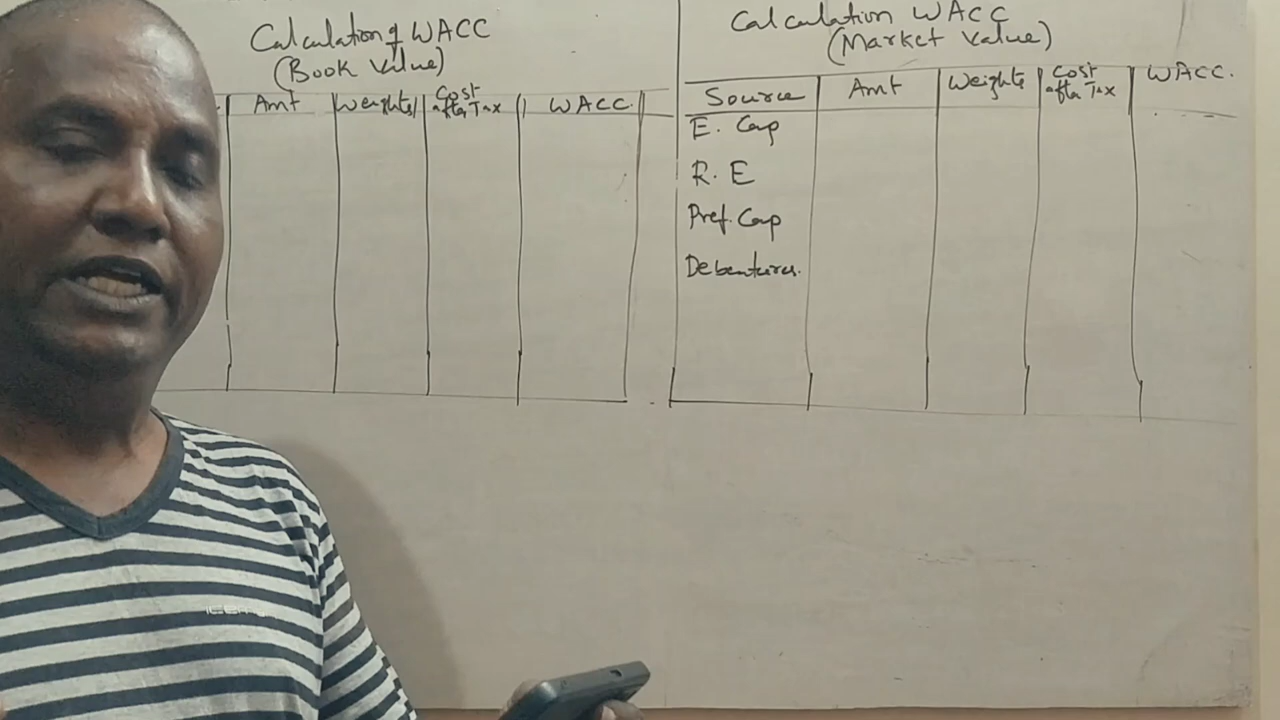 Calculation of WACC
(Book Value)
Amt Weights Cost after Tax WACC
Calculation WACC
(Market Value)
Source Amt Weights Cost after Tax WACC.
E. Cap
R. E
Pref. Cap
Debentures.